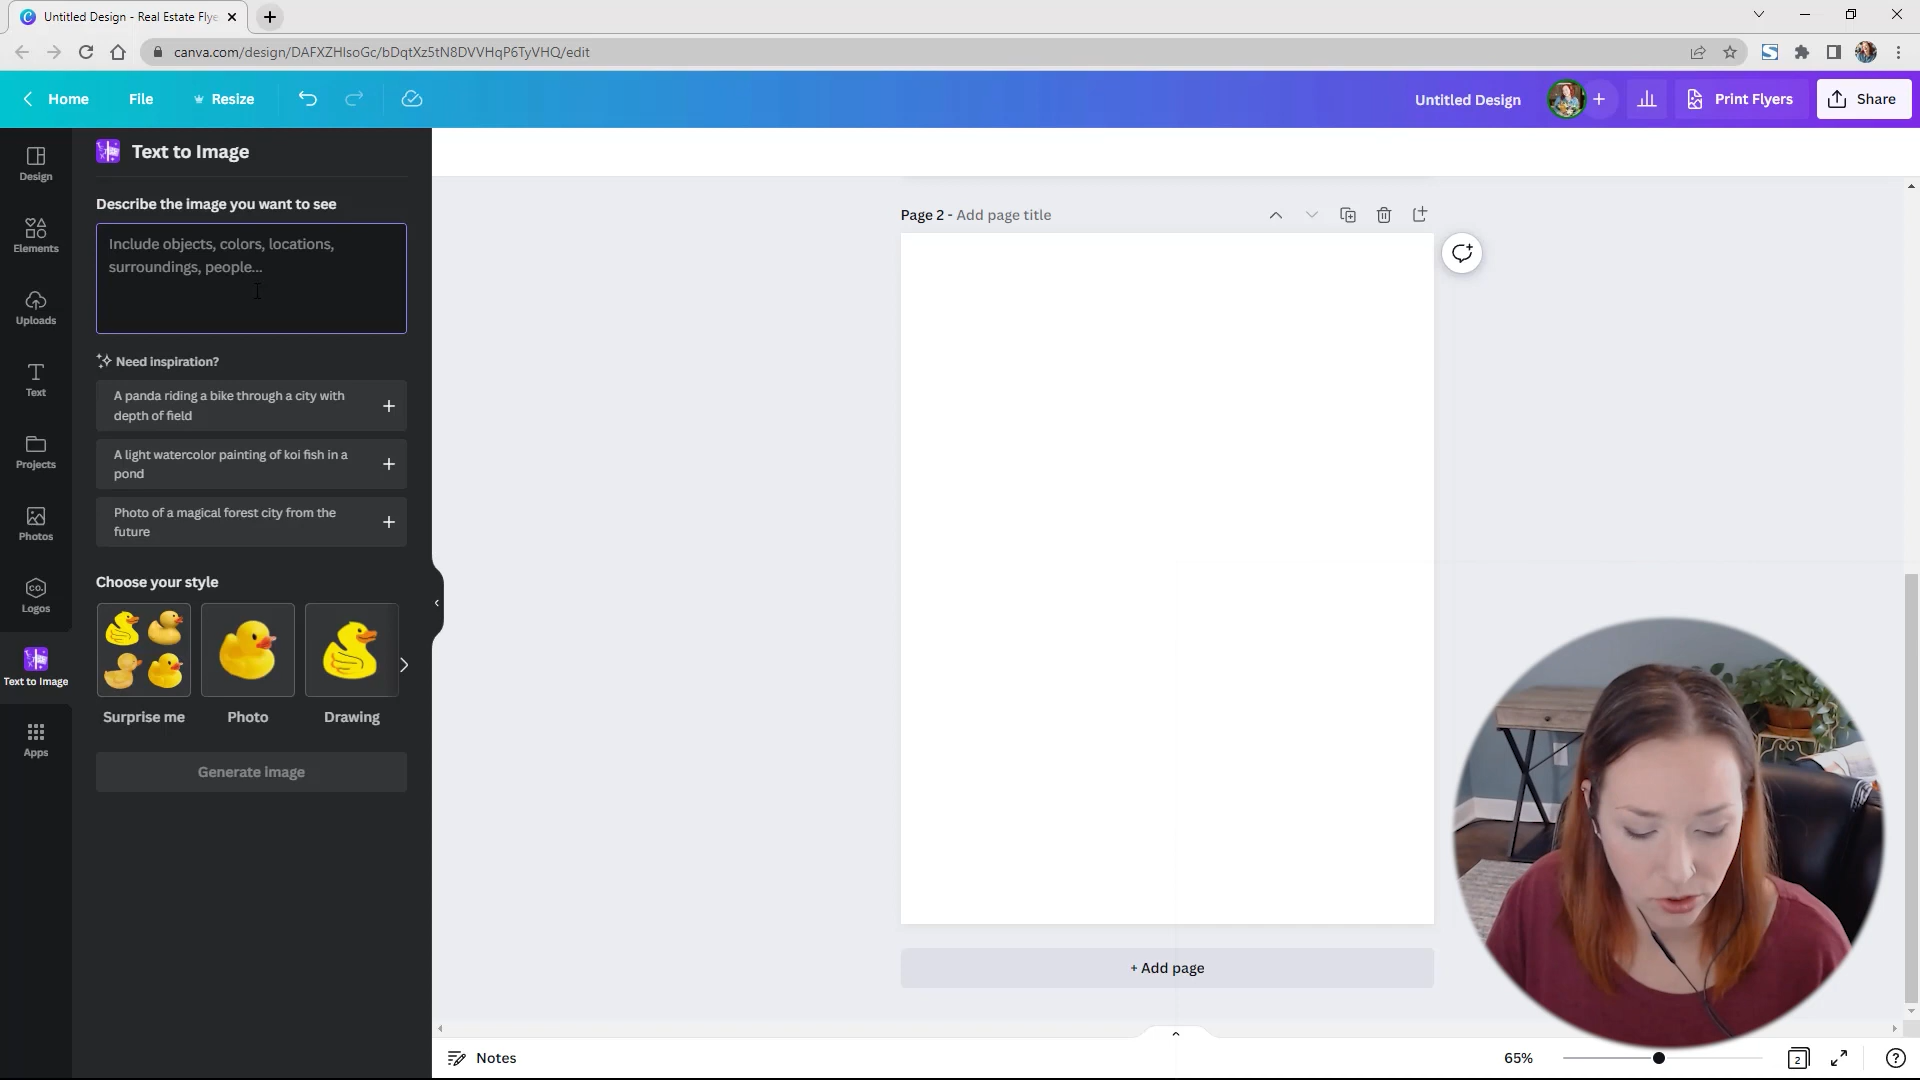 Untitled Design - Real Estate Flye
canva.com/design/DAFXZHIsoGc/bDqtXz5tN8DVVHqP6TyVHQ/edit
Home
File
Resize
Untitled Design
Print Flyers
Share
Design
Elements
Uploads
Text
Projects
Photos
CO.
Logos
Text to Image
Apps
Text to Image
Describe the image you want to see
Include objects, colors, locations,
surroundings, people...
Need inspiration?
A panda riding a bike through a city with
depth of field
A light watercolor painting of koi fish in a
pond
Photo of a magical forest city from the
future
Choose your style
Surprise me
Photo
Drawing
Generate image
Page 2 - Add page title
+ Add page
Notes
65%
2